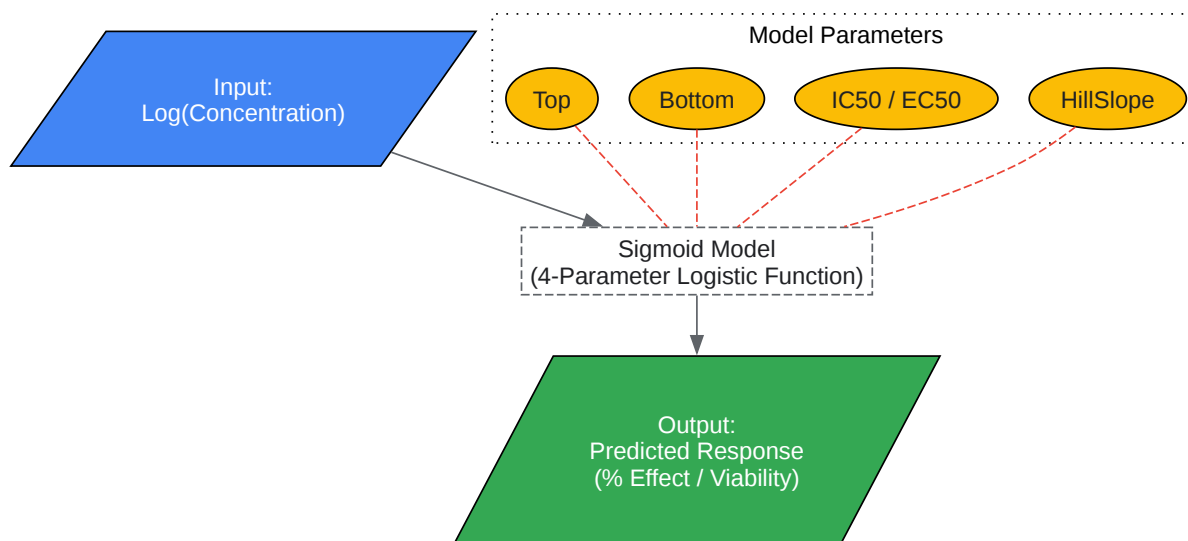 Model Parameters
Input:
Log(Concentration)
Top
Bottom
IC50 / EC50
HillSlope
Sigmoid Model
(4-Parameter Logistic Function)
Output:
Predicted Response
(% Effect / Viability)